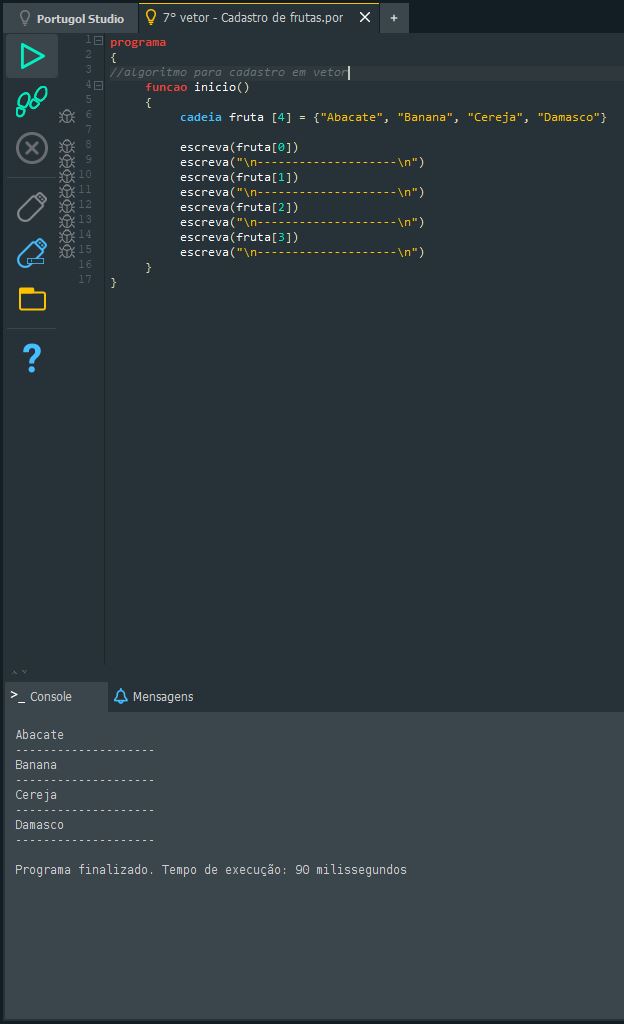 Portugol Studio
7° vetor - Cadastro de frutas.por
+
1 programa
2 {
3 //algoritmo para cadastro em vetor
4 funcao inicio()
5 {
6 cadeia fruta [4] = {"Abacate", "Banana", "Cereja", "Damasco"}
7
8 escreva(fruta[0])
9 escreva("\n--------------------\n")
10 escreva(fruta[1])
11 escreva("\n--------------------\n")
12 escreva(fruta[2])
13 escreva("\n--------------------\n")
14 escreva(fruta[3])
15 escreva("\n--------------------\n")
16 }
17 }
?
>_ Console
Mensagens
Abacate
--------------------
Banana
--------------------
Cereja
--------------------
Damasco
--------------------
Programa finalizado. Tempo de execução: 90 milissegundos